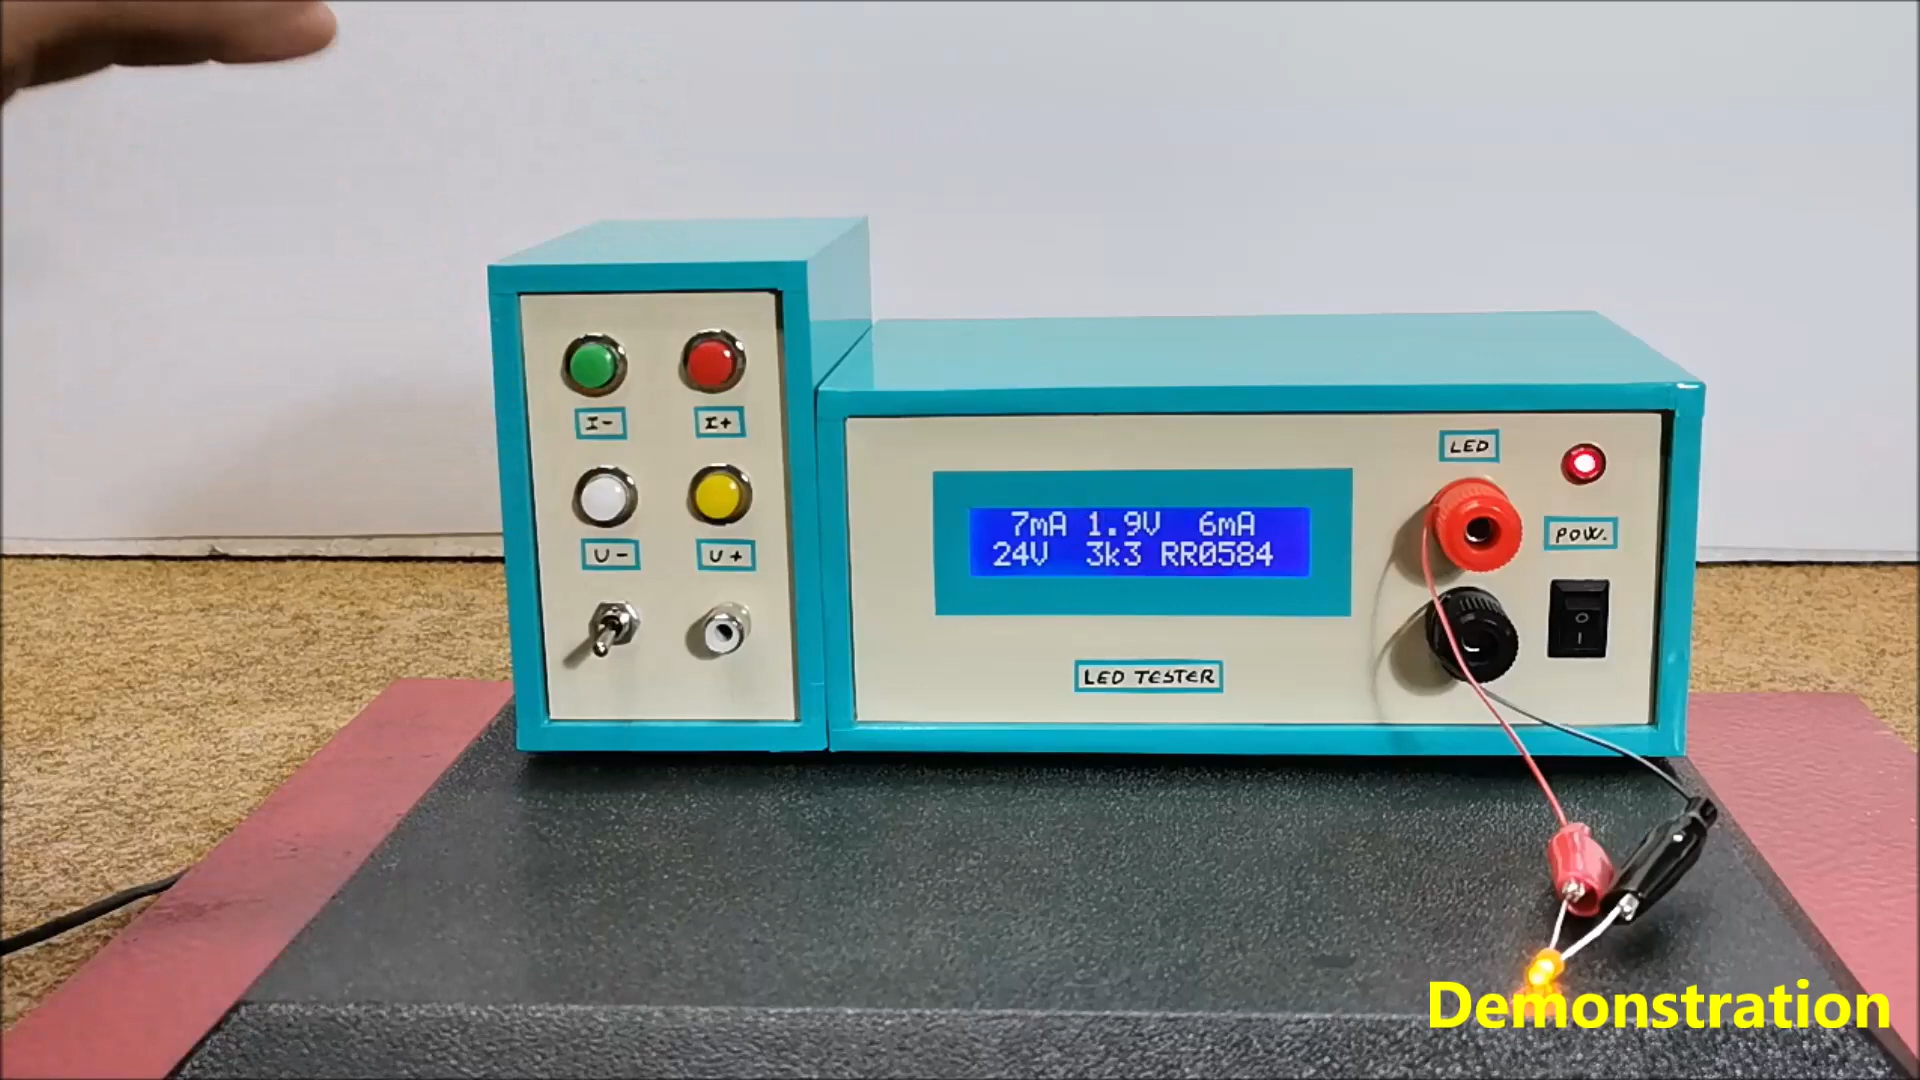 I-
I+
U-
U+
7mA 1.9V 6mA
24V 3k3 RR0584
LED TESTER
LED
POW.
Demonstration